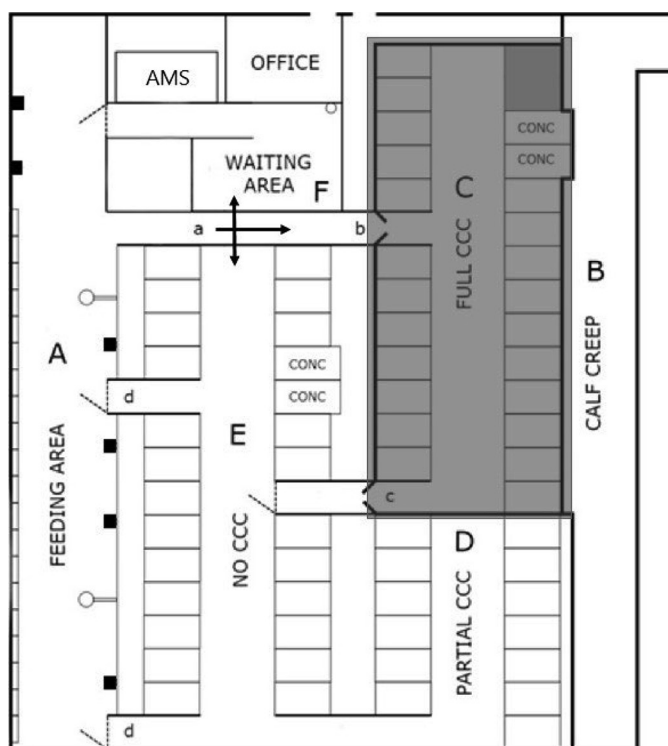 OFFICE
AMS
CONC
CONC
WAITING
AREA
F
C
FULL CCC
a
b
B
CALF CREEP
A
FEEDING AREA
CONC
CONC
d
E
NO CCC
c
D
PARTIAL CCC
d